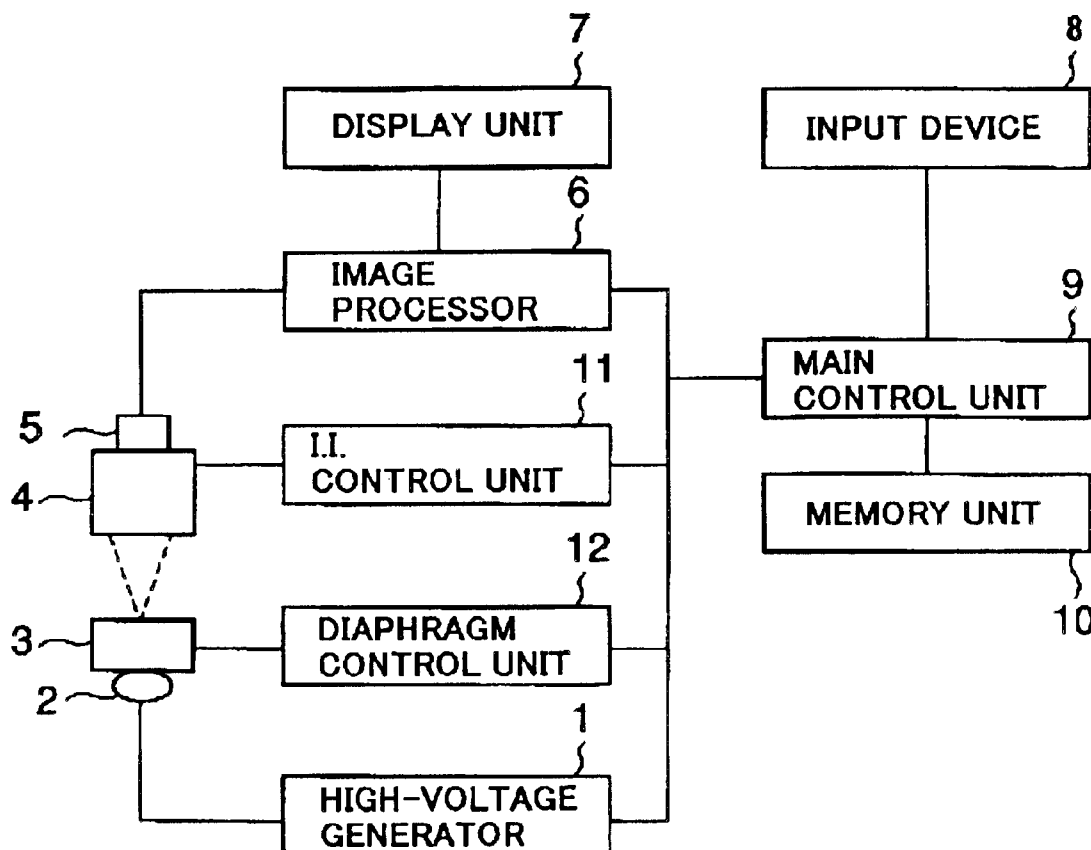 7
8
DISPLAY UNIT
INPUT DEVICE
6
IMAGE
PROCESSOR
9
MAIN
CONTROL UNIT
11
5
I.I.
CONTROL UNIT
4
MEMORY UNIT
10
12
3
DIAPHRAGM
CONTROL UNIT
2
1
HIGH-VOLTAGE
GENERATOR